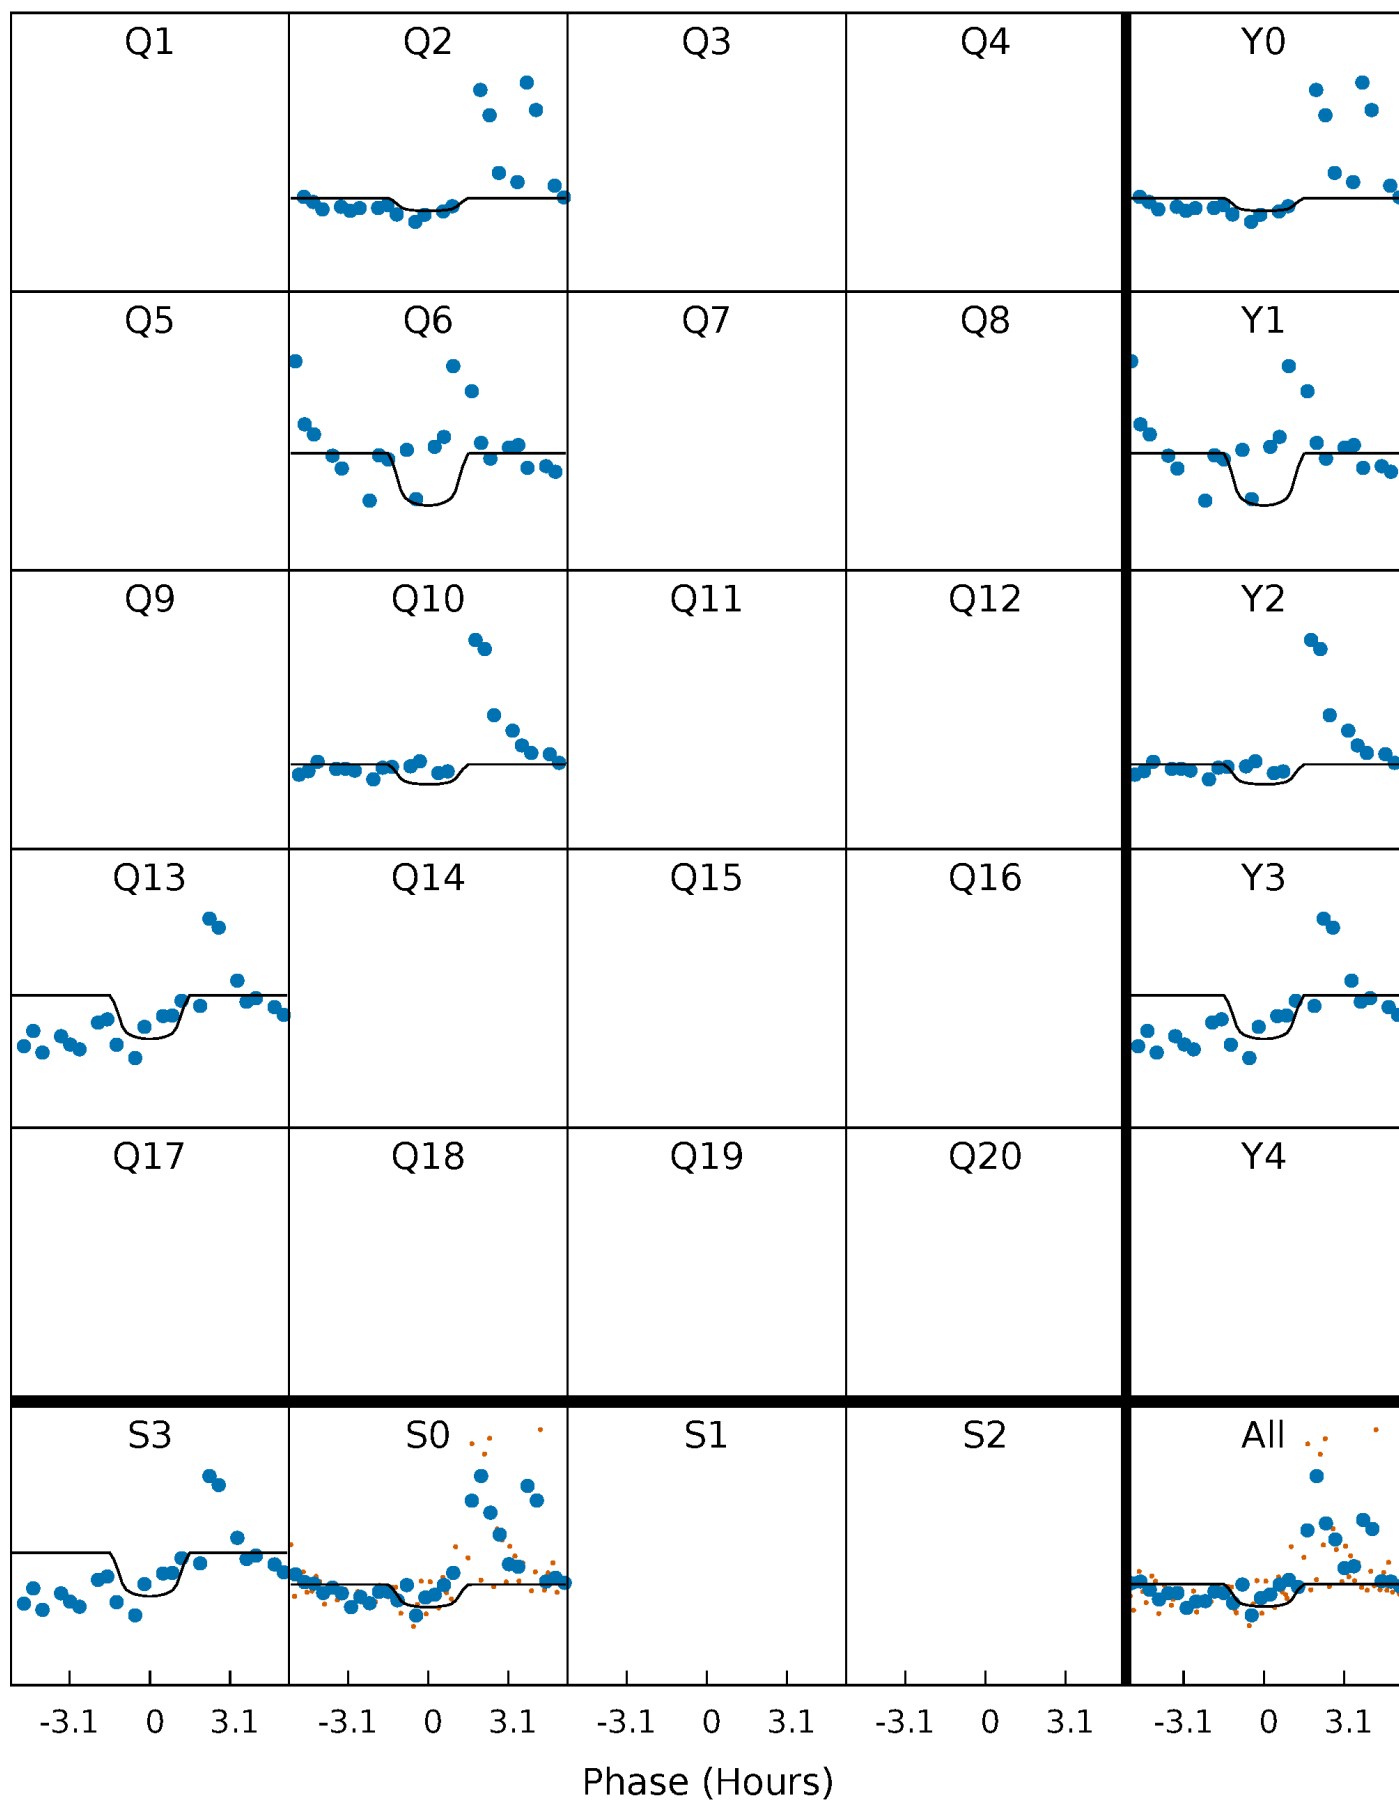 Q1 Q2 Q3 Q4 Y0
Q5 Q6 Q7 Q8 Y1
Q9 Q10 Q11 Q12 Y2
Q13 Q14 Q15 Q16 Y3
Q17 Q18 Q19 Q20 Y4
S3 S0 S1 S2 All
-3.1 0 3.1 -3.1 0 3.1 -3.1 0 3.1 -3.1 0 3.1 -3.1 0 3.1
Phase (Hours)